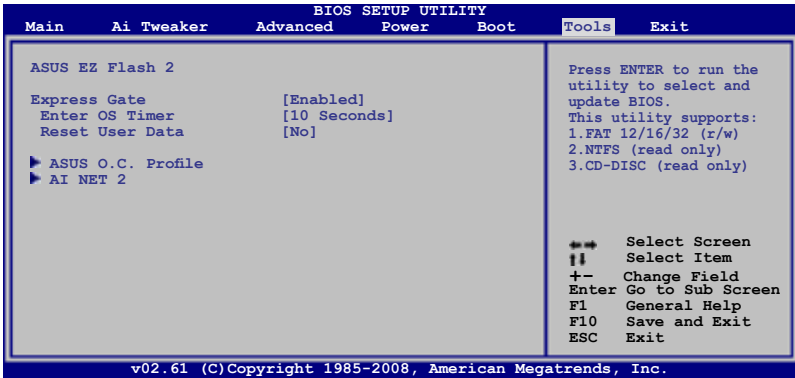 BIOS SETUP UTILITY
Main Ai Tweaker Advanced Power Boot Tools Exit
ASUS EZ Flash 2
Express Gate [Enabled]
Enter OS Timer [10 Seconds]
Reset User Data [No]
ASUS O.C. Profile
AI NET 2
Press ENTER to run the
utility to select and
update BIOS.
This utility supports:
1.FAT 12/16/32 (r/w)
2.NTFS (read only)
3.CD-DISC (read only)
Select Screen
Select Item
+- Change Field
Enter Go to Sub Screen
F1 General Help
F10 Save and Exit
ESC Exit
v02.61 (C)Copyright 1985-2008, American Megatrends, Inc.